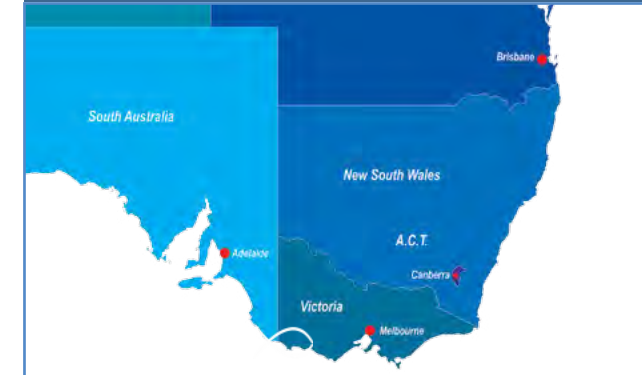 Brisbane
South Australia
New South Wales
A.C.T.
Adelaide
Canberra
Victoria
Melbourne